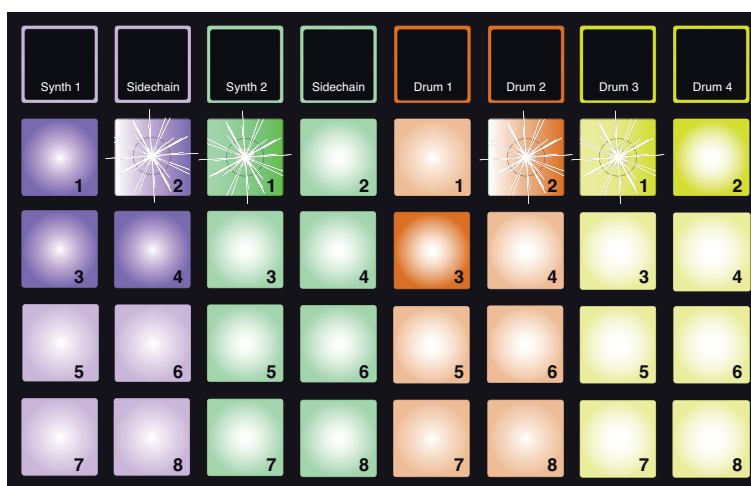 Synth 1 Sidechain Synth 2 Sidechain Drum 1 Drum 2 Drum 3 Drum 4
1 2 1 2 1 2 1 2
3 4 3 4 3 4 3 4
5 6 5 6 5 6 5 6
7 8 7 8 7 8 7 8